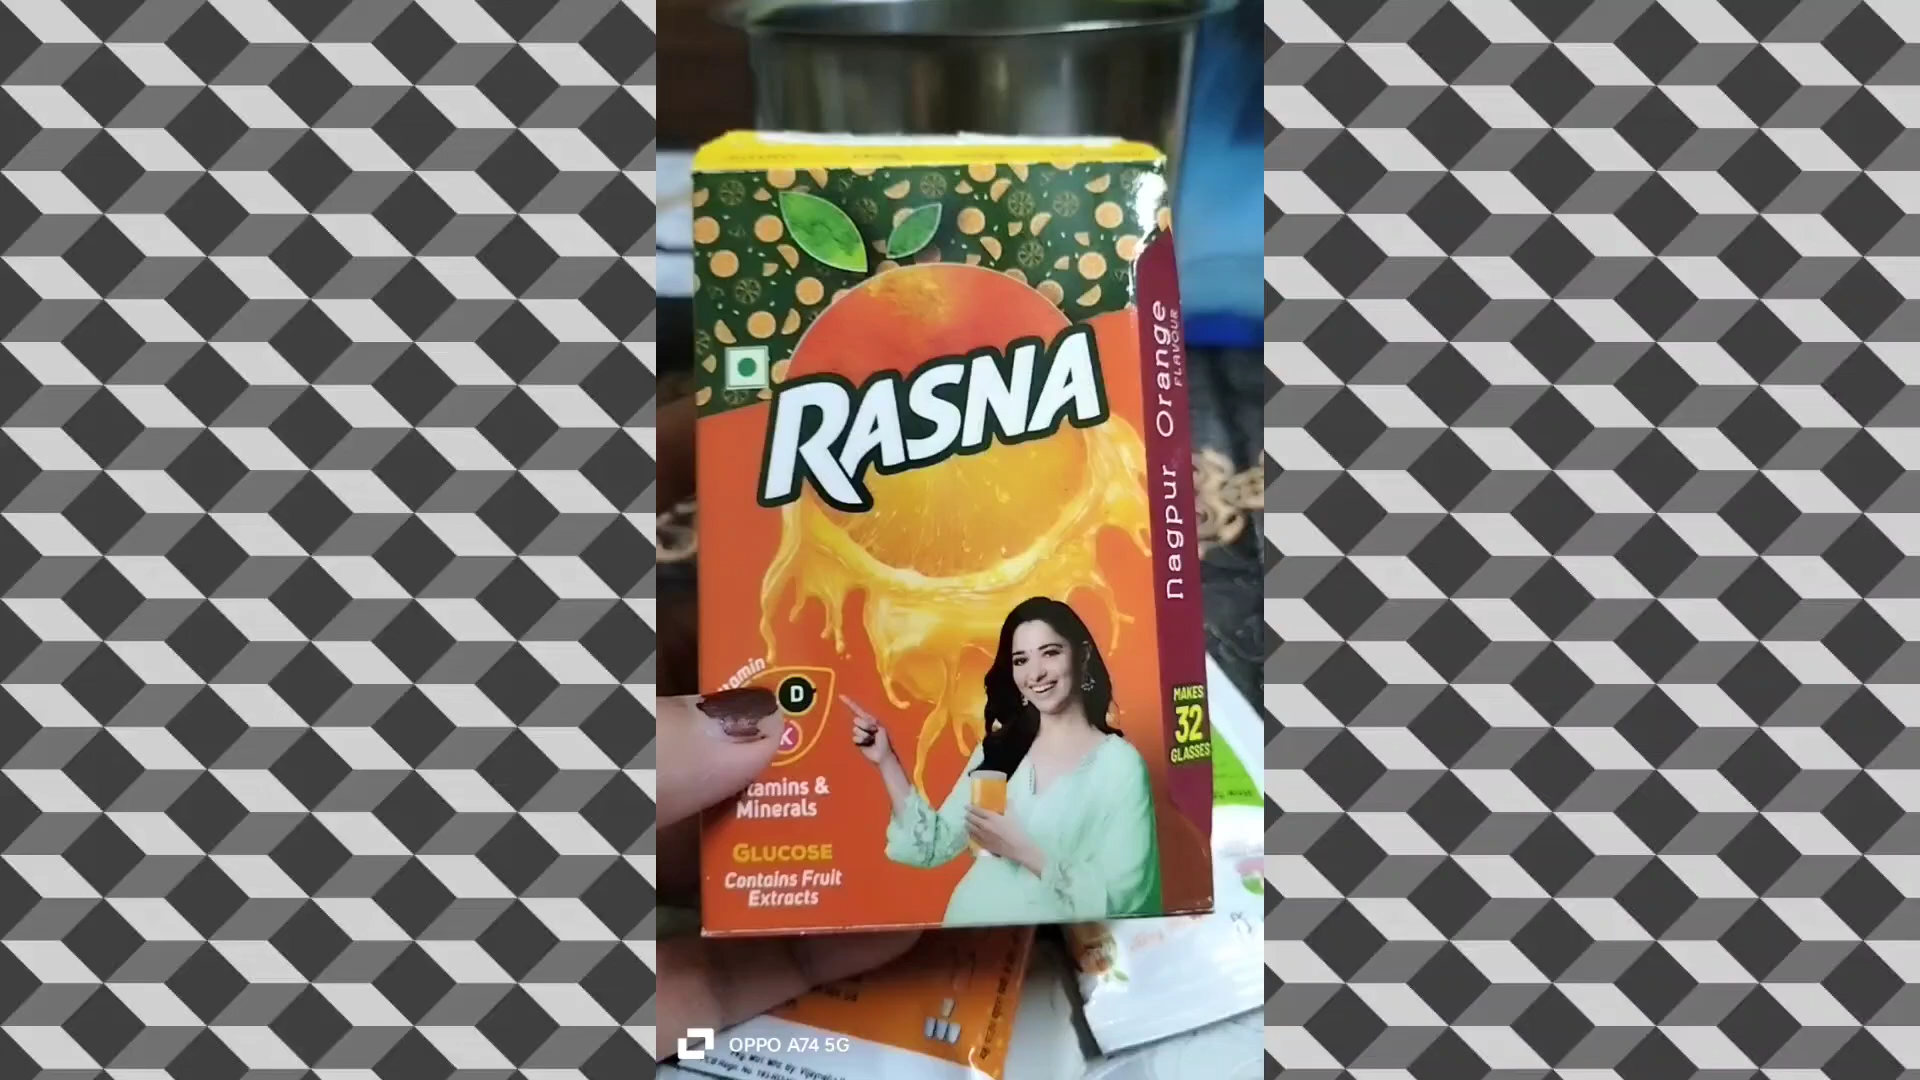 RASNA
Nagpur Orange
FLAVOUR
D
K
Minerals
GLUCOSE
Contains Fruit
Extracts
MAKES
32
GLASSES
OPPO A74 5G